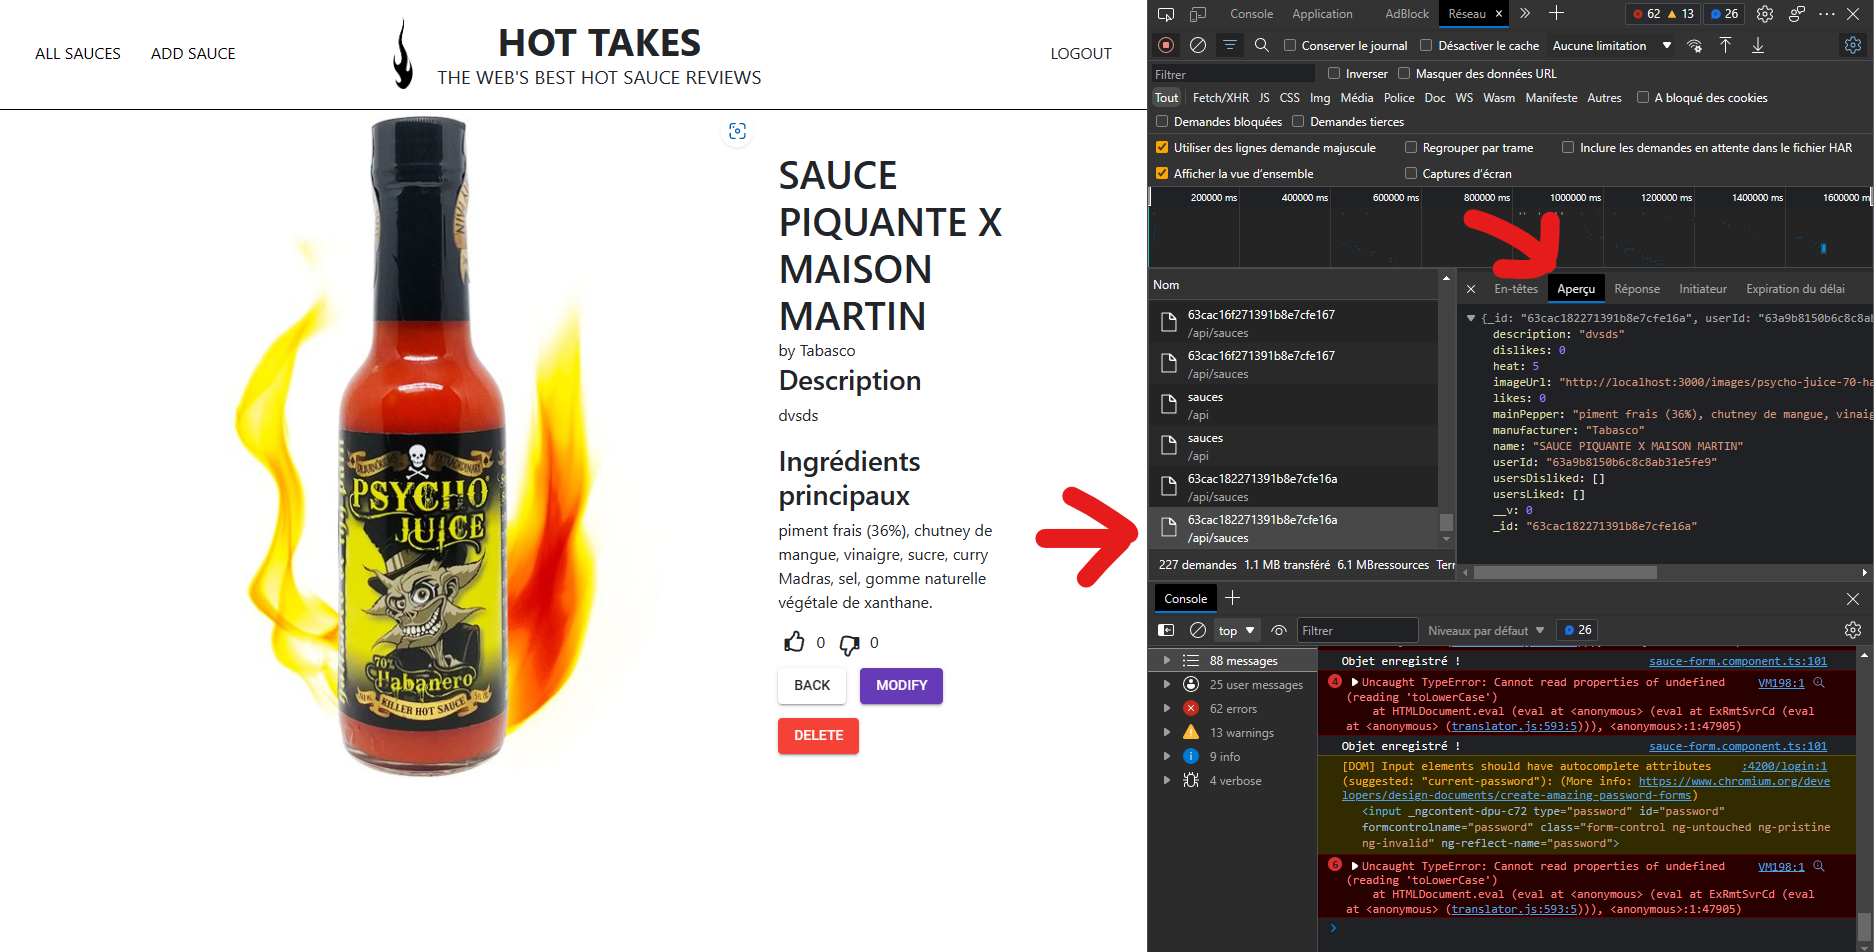 ALL SAUCES
ADD SAUCE
HOT TAKES
THE WEB'S BEST HOT SAUCE REVIEWS
LOGOUT
PSYCHO
JUICE
70%
Habanero
KILLER HOT SAUCE
SAUCE
PIQUANTE X
MAISON
MARTIN
by Tabasco
Description
dvsds
Ingrédients
principaux
piment frais (36%), chutney de
mangue, vinaigre, sucre, curry
Madras, sel, gomme naturelle
végétale de xanthane.
0 0
BACK MODIFY
DELETE
Console Application AdBlock Réseau 62 13 26
Conserver le journal Désactiver le cache Aucune limitation
Filtrer Inverser Masquer des données URL
Tout Fetch/XHR JS CSS Img Média Police Doc WS Wasm Manifeste Autres A bloqué des cookies
Demandes bloquées Demandes tierces
Utiliser des lignes demande majuscule Regrouper par trame Inclure les demandes en attente dans le fichier HAR
Afficher la vue d'ensemble Captures d'écran
200000 ms 400000 ms 600000 ms 800000 ms 1000000 ms 1200000 ms 1400000 ms 1600000 m
Nom
63cac16f271391b8e7cfe167
/api/sauces
63cac16f271391b8e7cfe167
/api/sauces
sauces
/api
sauces
/api
63cac182271391b8e7cfe16a
/api/sauces
63cac182271391b8e7cfe16a
/api/sauces
227 demandes 1.1 MB transféré 6.1 MBressources Terr
En-têtes Aperçu Réponse Initiateur Expiration du délai
{_id: "63cac182271391b8e7cfe16a", userId: "63a9b8150b6c8c8ab
description: "dvsds"
dislikes: 0
heat: 5
imageUrl: "http://localhost:3000/images/psycho-juice-70-ha
likes: 0
mainPepper: "piment frais (36%), chutney de mangue, vinaig
manufacturer: "Tabasco"
name: "SAUCE PIQUANTE X MAISON MARTIN"
userId: "63a9b8150b6c8c8ab31e5fe9"
usersDisliked: []
usersLiked: []
__v: 0
_id: "63cac182271391b8e7cfe16a"
Console
top Filtrer Niveaux par défaut 26
88 messages
25 user messages
62 errors
13 warnings
9 info
4 verbose
Objet enregistré ! sauce-form.component.ts:101
4 Uncaught TypeError: Cannot read properties of undefined VM198:1
(reading 'toLowerCase')
at HTMLDocument.eval (eval at <anonymous> (eval at ExRmtSvrCd (eval
at <anonymous> (translator.js:593:5))), <anonymous>:1:47905)
Objet enregistré ! sauce-form.component.ts:101
[DOM] Input elements should have autocomplete attributes :4200/login:1
(suggested: "current-password"): (More info: https://www.chromium.org/deve
lopers/design-documents/create-amazing-password-forms)
<input _ngcontent-dpu-c72 type="password" id="password"
formcontrolname="password" class="form-control ng-untouched ng-pristine
ng-invalid" ng-reflect-name="password">
6 Uncaught TypeError: Cannot read properties of undefined VM198:1
(reading 'toLowerCase')
at HTMLDocument.eval (eval at <anonymous> (eval at ExRmtSvrCd (eval
at <anonymous> (translator.js:593:5))), <anonymous>:1:47905)